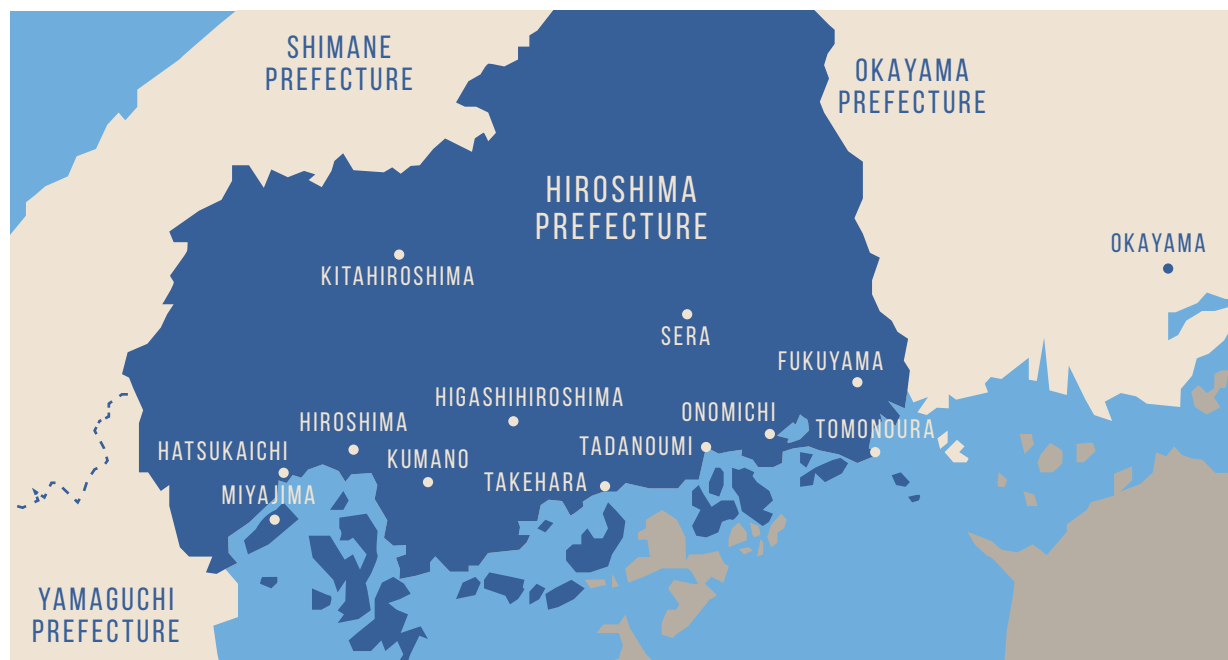 SHIMANE
PREFECTURE
OKAYAMA
PREFECTURE
HIROSHIMA
PREFECTURE
OKAYAMA
KITAHIROSHIMA
SERA
FUKUYAMA
HIGASHIHIROSHIMA
ONOMICHI
HIROSHIMA
TOMONOURA
TADANOUMI
HATSUKAICHI
KUMANO
TAKEHARA
MIYAJIMA
YAMAGUCHI
PREFECTURE